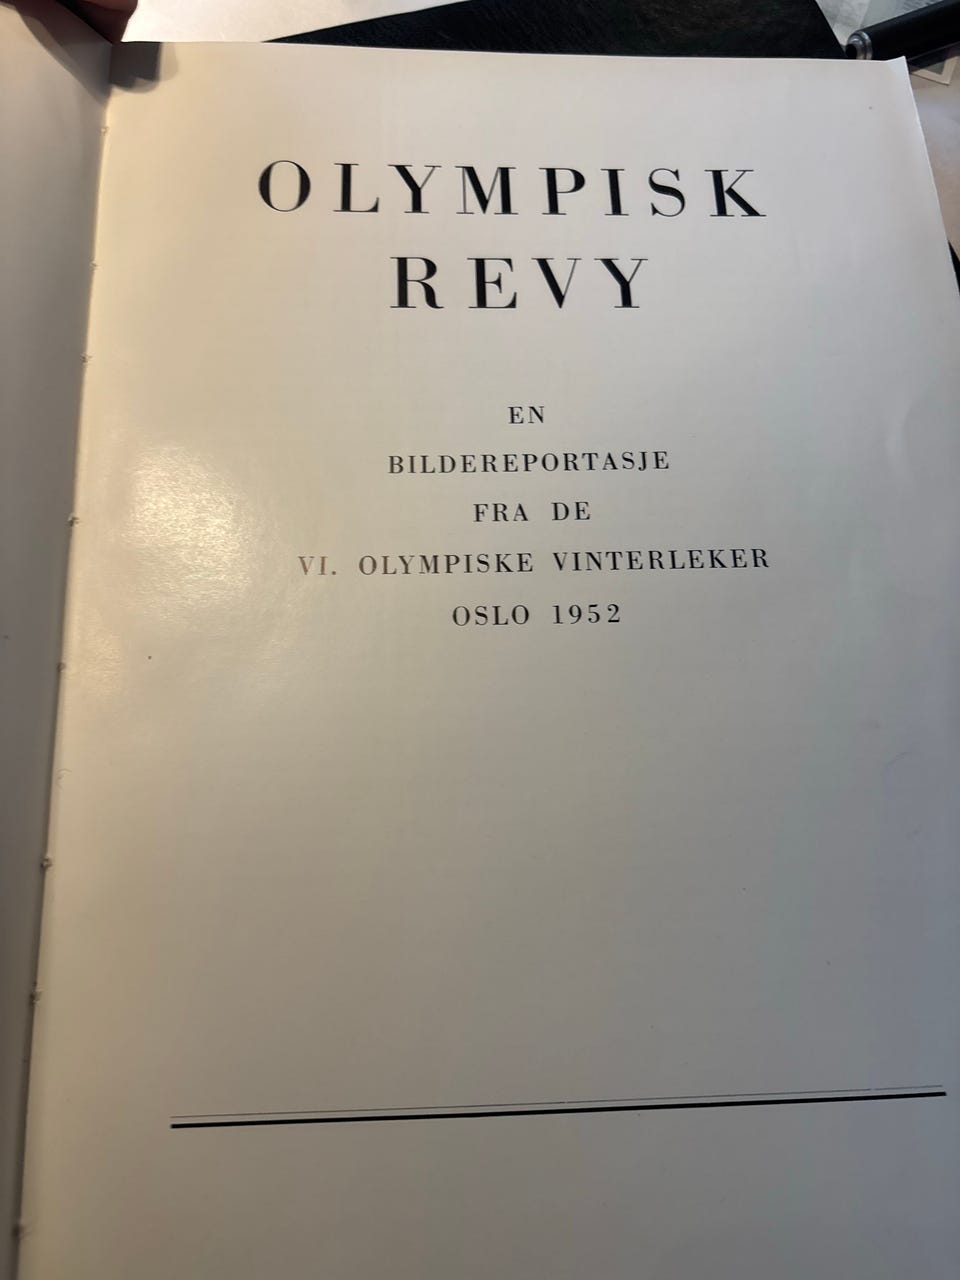 OLYMPISK
REVY
EN
BILDEREPORTASJE
FRA DE
VI. OLYMPISKE VINTERLEKER
OSLO 1952